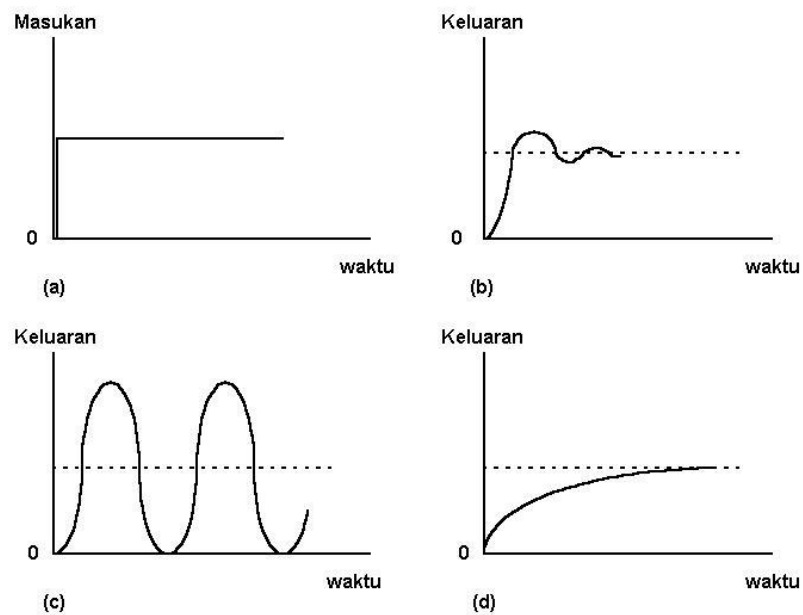 Masukan
0
waktu
(a)
Keluaran
0
waktu
(b)
Keluaran
0
waktu
(c)
Keluaran
0
waktu
(d)